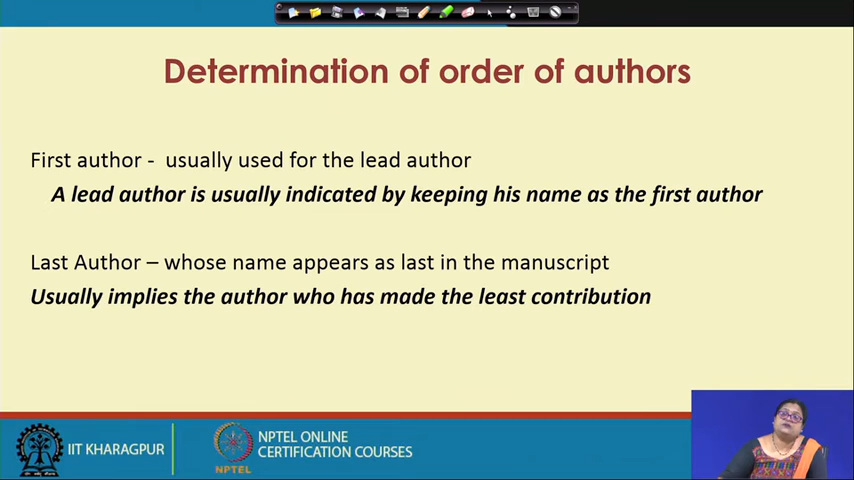 Determination of order of authors
First author - usually used for the lead author
A lead author is usually indicated by keeping his name as the first author
Last Author – whose name appears as last in the manuscript
Usually implies the author who has made the least contribution
IIT KHARAGPUR
NPTEL
NPTEL ONLINE
CERTIFICATION COURSES